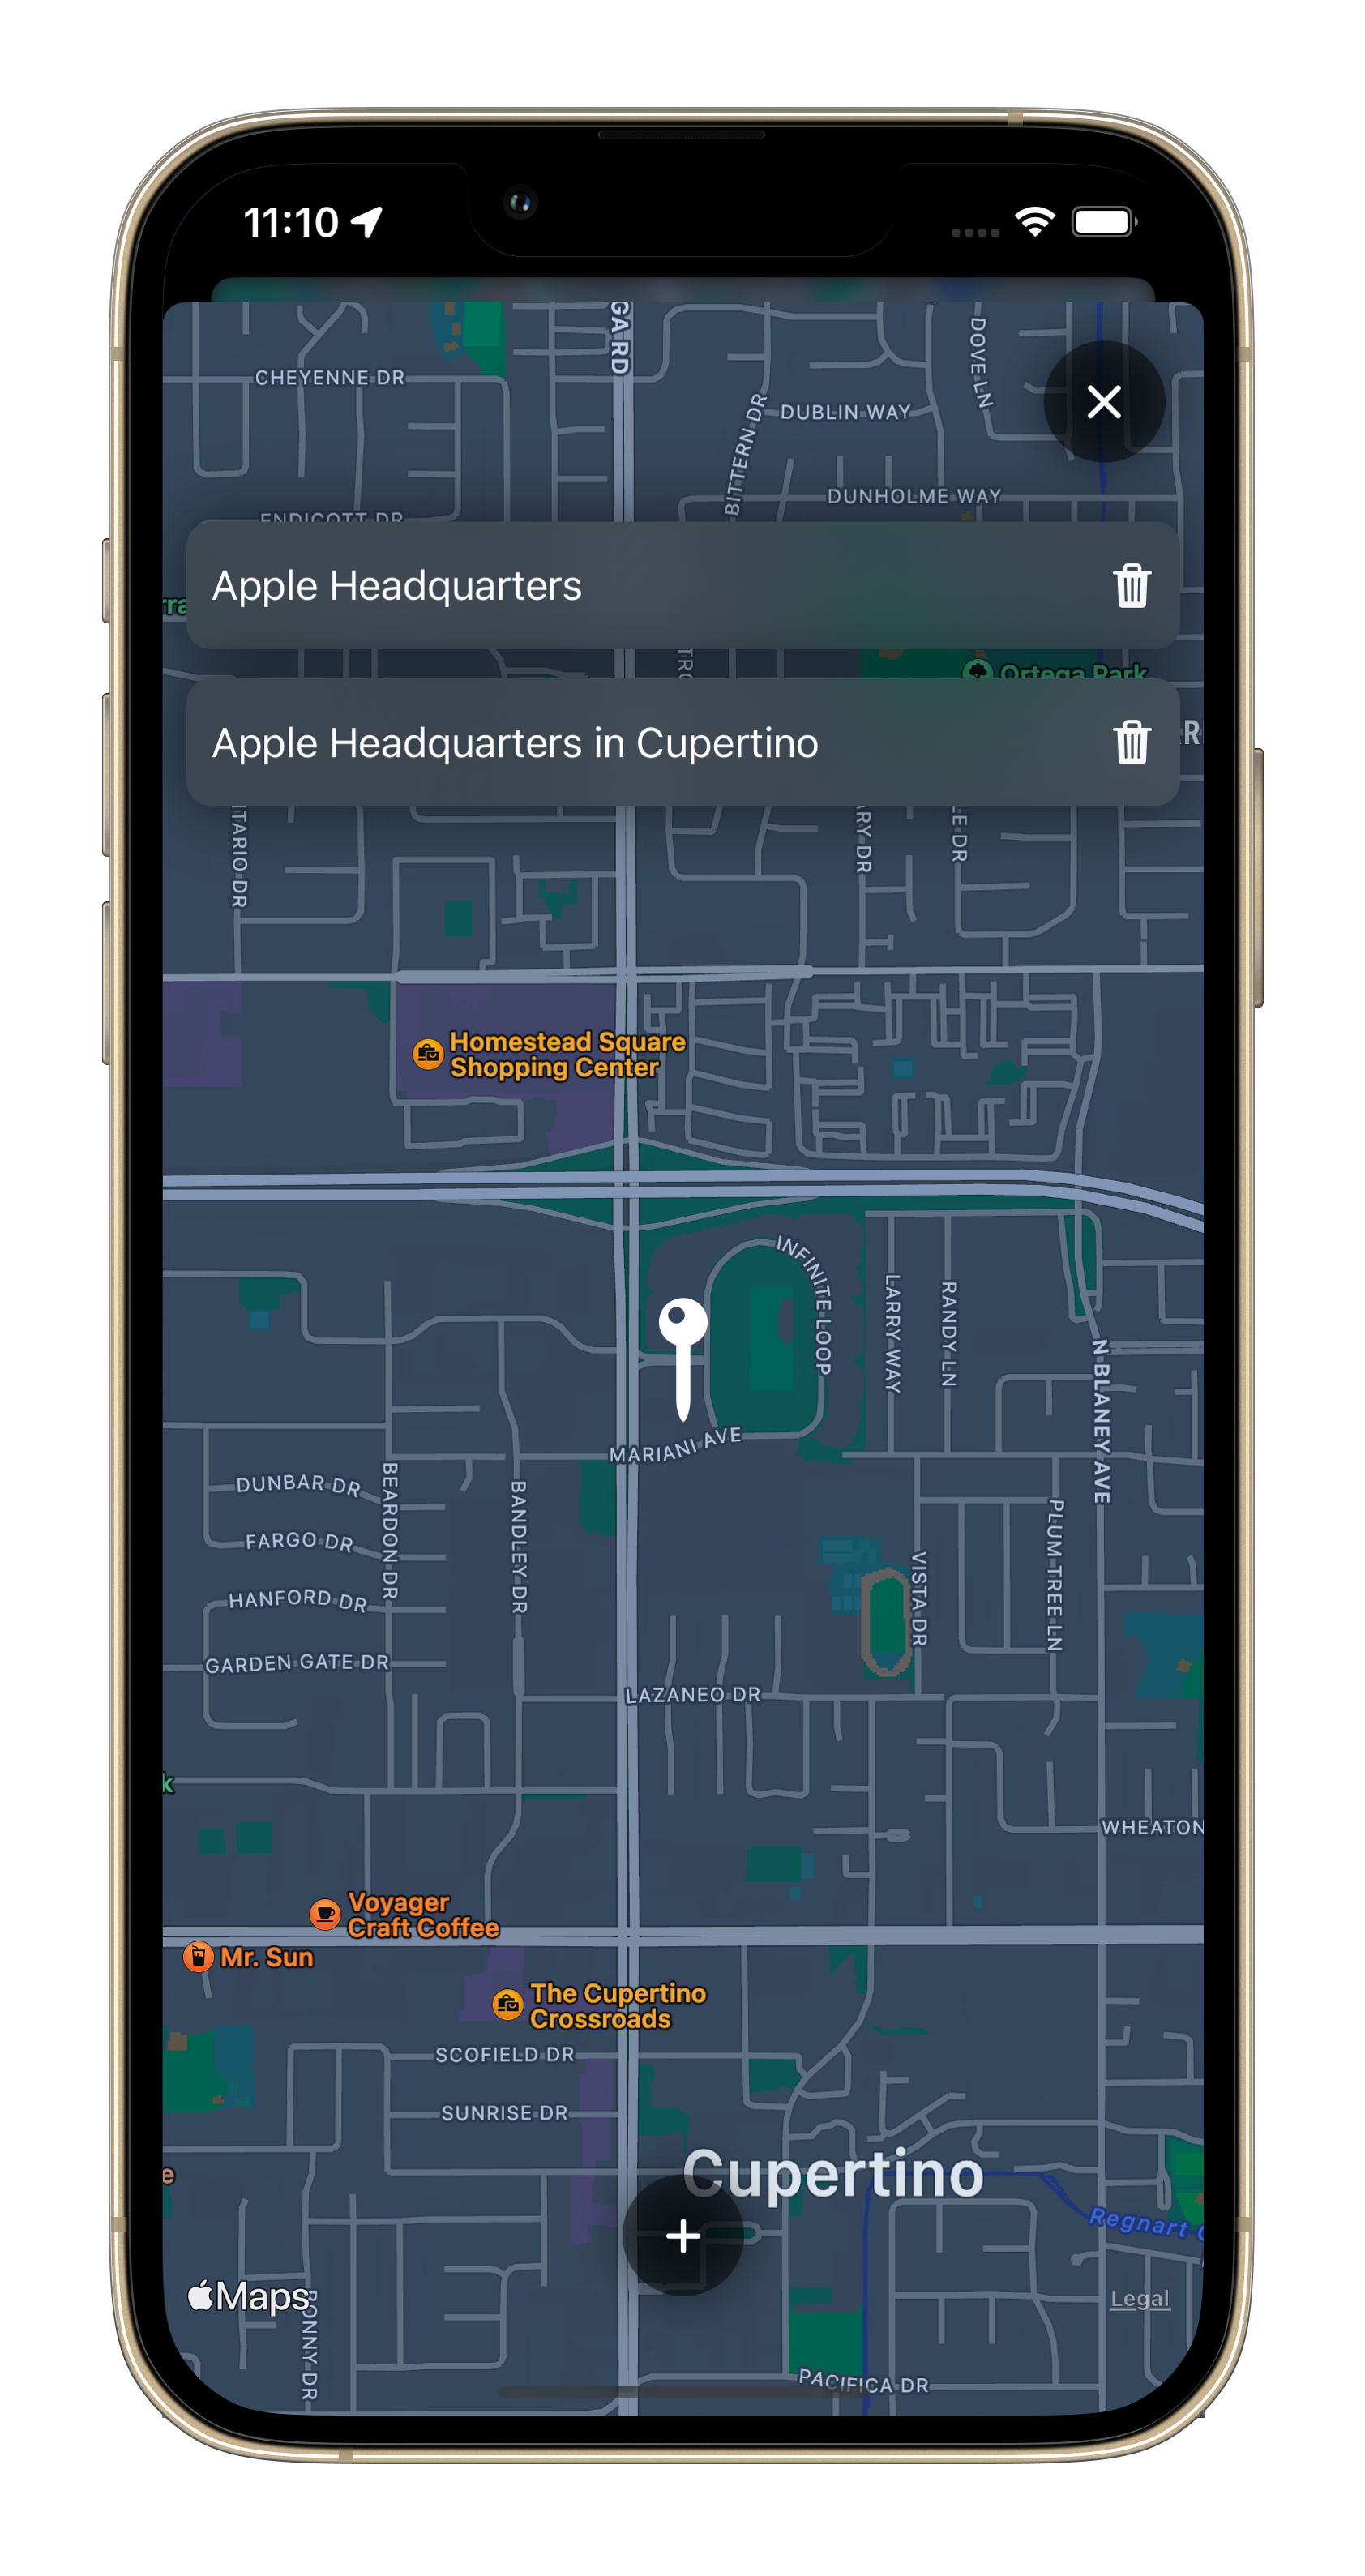 11:10
GA RD
CHEYENNE DR
DOVE LN
BITTERN DR
DUBLIN WAY
DUNHOLME WAY
ENDICOTT DR
Apple Headquarters
Ortega Park
Apple Headquarters in Cupertino
TARIO DR
ARY DR
LE DR
Homestead Square
Shopping Center
INFINITE LOOP
LARRY WAY
RANDY LN
N BLANEY AVE
MARIANI AVE
DUNBAR DR
BEARDON DR
BANDLEY DR
FARGO DR
HANFORD DR
GARDEN GATE DR
VISTA DR
PLUM TREE LN
LAZANEO DR
k
WHEATON
Voyager
Craft Coffee
Mr. Sun
The Cupertino
Crossroads
SCOFIELD DR
SUNRISE DR
Cupertino
e
Regnart
Maps
Legal
BONNY DR
PACIFICA DR